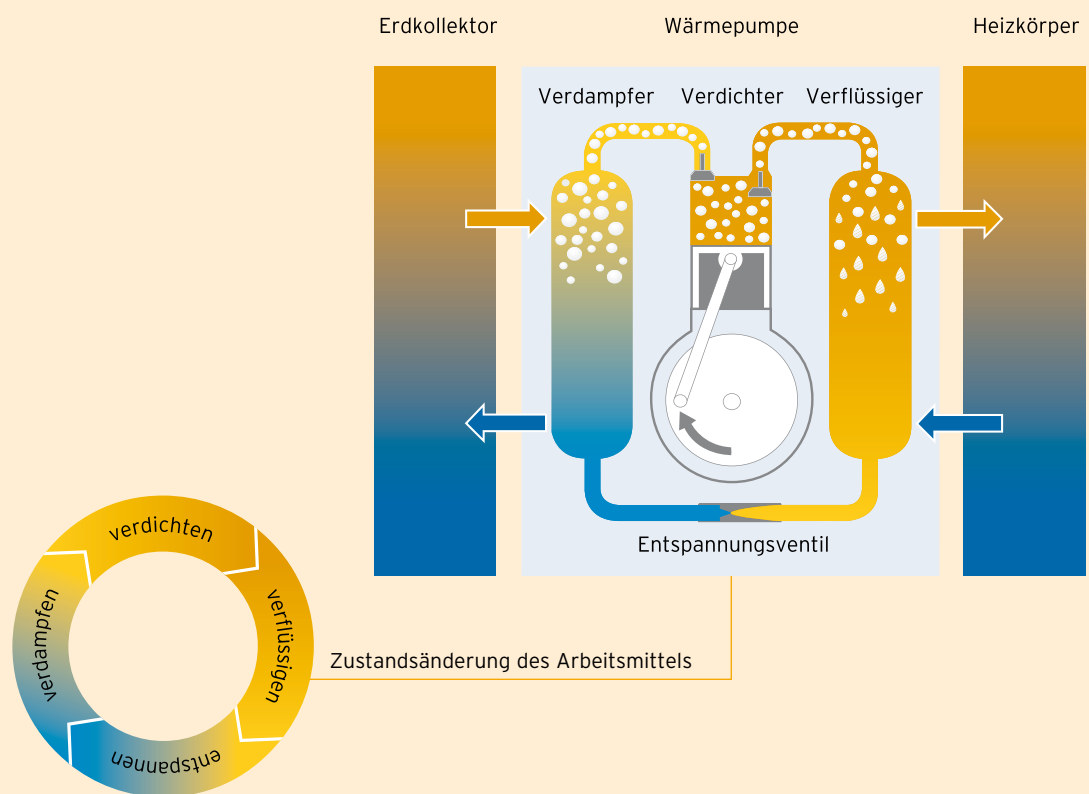 Erdkollektor
Wärmepumpe
Heizkörper
Verdampfer
Verdichter
Verflüssiger
Entspannungsventil
Zustandsänderung des Arbeitsmittels
verdichten
verflüssigen
entspannen
verdampfen